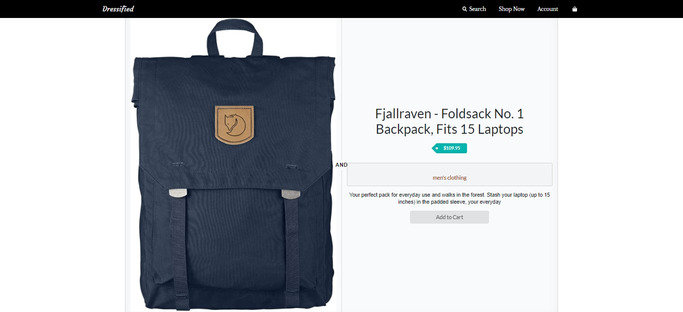 Dressified
Search Shop Now Account
Fjallraven - Foldsack No. 1
Backpack, Fits 15 Laptops
$109.95
AND
men's clothing
Your perfect pack for everyday use and walks in the forest. Stash your laptop (up to 15
inches) in the padded sleeve, your everyday
Add to Cart